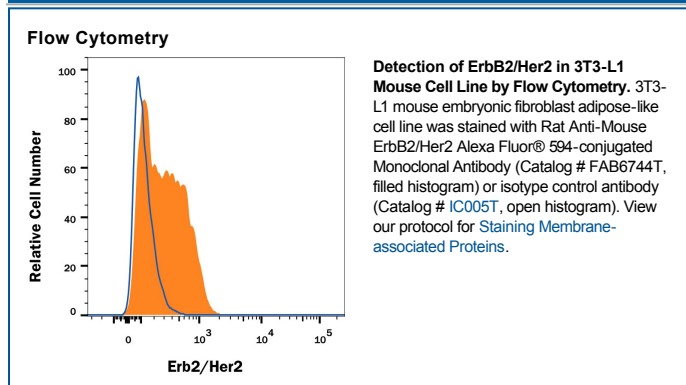 Flow Cytometry
100
80
60
40
20
0
Relative Cell Number
0 10^3 10^4 10^5
Erb2/Her2
Detection of ErbB2/Her2 in 3T3-L1
Mouse Cell Line by Flow Cytometry. 3T3-
L1 mouse embryonic fibroblast adipose-like
cell line was stained with Rat Anti-Mouse
ErbB2/Her2 Alexa Fluor® 594-conjugated
Monoclonal Antibody (Catalog # FAB6744T,
filled histogram) or isotype control antibody
(Catalog # IC005T, open histogram). View
our protocol for Staining Membrane-
associated Proteins.